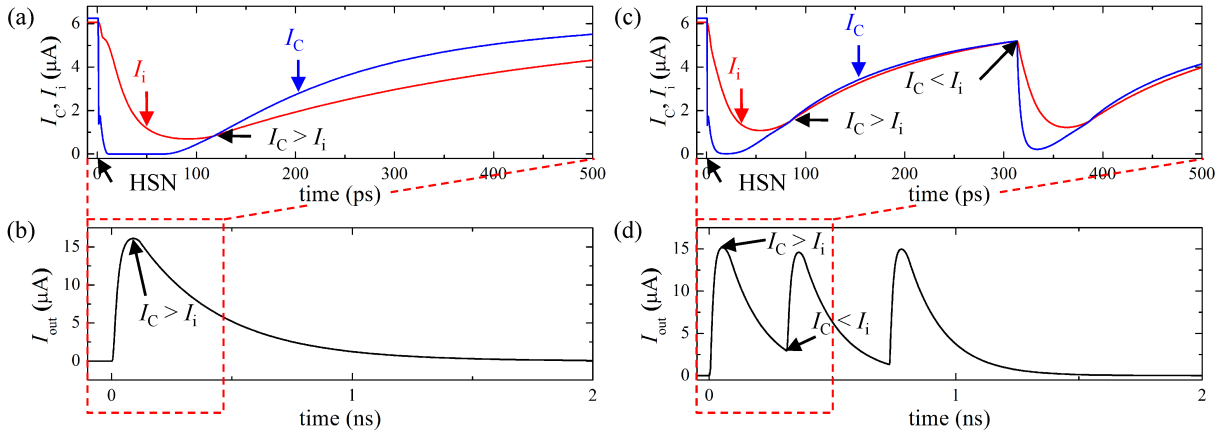 (a)
6
4
2
0
I_C, I_i (µA)
I_i
I_C
I_C > I_i
HSN
0 100 200 300 400 500
time (ps)
(b)
15
10
5
0
I_out (µA)
I_C > I_i
0 1 2
time (ns)
(c)
6
4
2
0
I_C, I_i (µA)
I_i
I_C
I_C < I_i
I_C > I_i
HSN
0 100 200 300 400 500
time (ps)
(d)
15
10
5
0
I_out (µA)
I_C > I_i
I_C < I_i
0 1 2
time (ns)